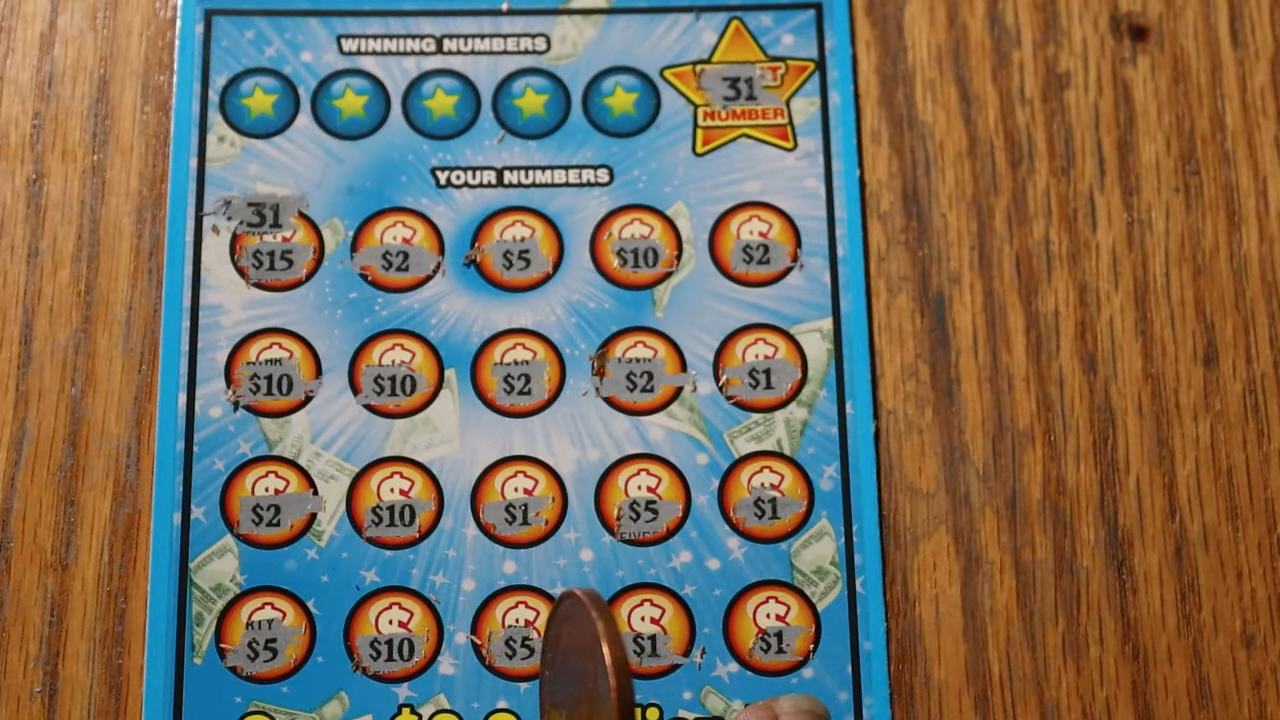 WINNING NUMBERS
31
NUMBER
YOUR NUMBERS
31
$15 $2 $5 $10 $2
$10 $10 $2 $2 $1
$2 $10 $1 $5 $1
$5 $10 $5 $1 $1